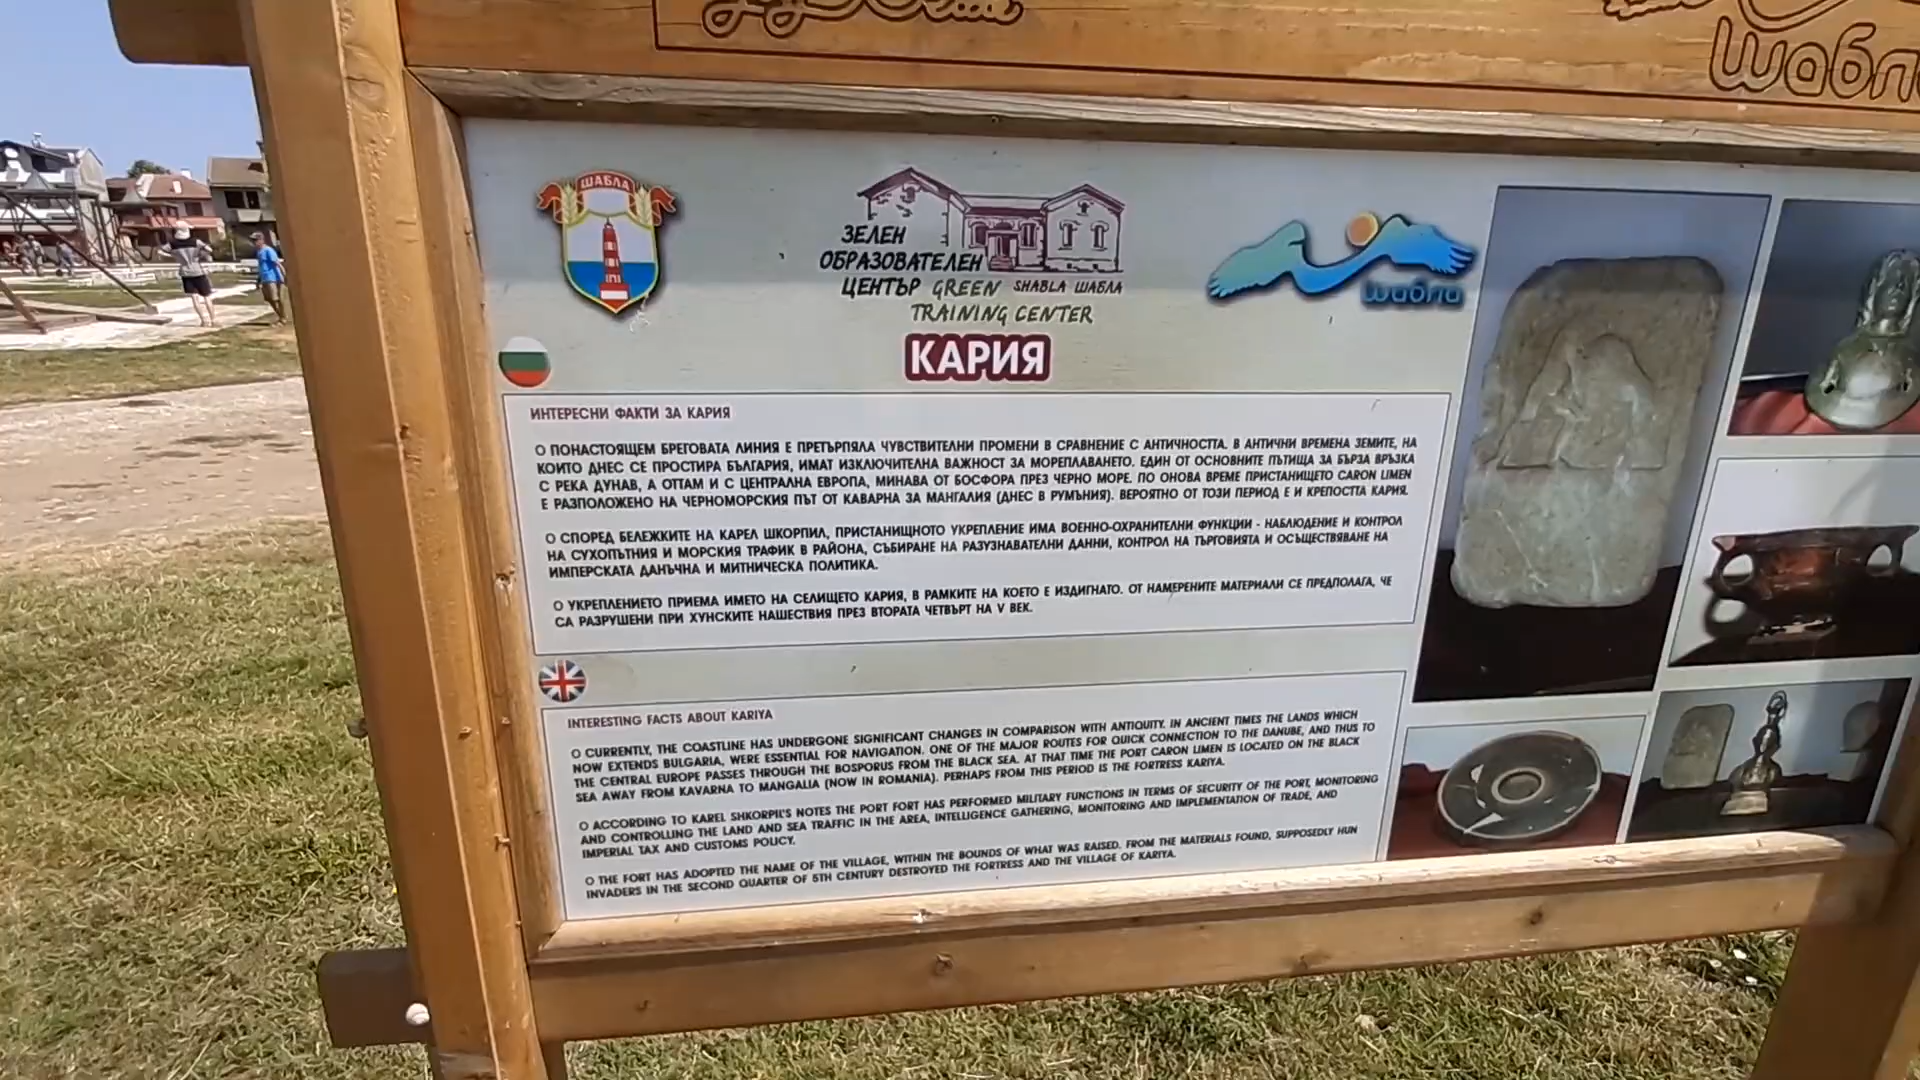 Шабл
ШАБЛА
ЗЕЛЕН
ОБРАЗОВАТЕЛЕН
ЦЕНТЪР GREEN SHABLA ШАБЛА
TRAINING CENTER
шабла
КАРИЯ
ИНТЕРЕСНИ ФАКТИ ЗА КАРИЯ
О ПОНАСТОЯЩЕМ БРЕГОВАТА ЛИНИЯ Е ПРЕТЪРПЯЛА ЧУВСТВИТЕЛНИ ПРОМЕНИ В СРАВНЕНИЕ С АНТИЧНОСТТА. В АНТИЧНИ ВРЕМЕНА ЗЕМИТЕ, НА
КОИТО ДНЕС СЕ ПРОСТИРА БЪЛГАРИЯ, ИМАТ ИЗКЛЮЧИТЕЛНА ВАЖНОСТ ЗА МОРЕПЛАВАНЕТО. ЕДИН ОТ ОСНОВНИТЕ ПЪТИЩА ЗА БЪРЗА ВРЪЗКА
С РЕКА ДУНАВ, А ОТТАМ И С ЦЕНТРАЛНА ЕВРОПА, МИНАВА ОТ БОСФОРА ПРЕЗ ЧЕРНО МОРЕ. ПО ОНОВА ВРЕМЕ ПРИСТАНИЩЕТО CARON LIMEN
Е РАЗПОЛОЖЕНО НА ЧЕРНОМОРСКИЯ ПЪТ ОТ КАВАРНА ЗА МАНГАЛИЯ (ДНЕС В РУМЪНИЯ). ВЕРОЯТНО ОТ ТОЗИ ПЕРИОД Е И КРЕПОСТТА КАРИЯ.
О СПОРЕД БЕЛЕЖКИТЕ НА КАРЕЛ ШКОРПИЛ, ПРИСТАНИЩНОТО УКРЕПЛЕНИЕ ИМА ВОЕННО-ОХРАНИТЕЛНИ ФУНКЦИИ - НАБЛЮДЕНИЕ И КОНТРОЛ
НА СУХОПЪТНИЯ И МОРСКИЯ ТРАФИК В РАЙОНА, СЪБИРАНЕ НА РАЗУЗНАВАТЕЛНИ ДАННИ, КОНТРОЛ НА ТЪРГОВИЯТА И ОСЪЩЕСТВЯВАНЕ НА
ИМПЕРСКАТА ДАНЪЧНА И МИТНИЧЕСКА ПОЛИТИКА.
О УКРЕПЛЕНИЕТО ПРИЕМА ИМЕТО НА СЕЛИЩЕТО КАРИЯ, В РАМКИТЕ НА КОЕТО Е ИЗДИГНАТО. ОТ НАМЕРЕНИТЕ МАТЕРИАЛИ СЕ ПРЕДПОЛАГА, ЧЕ
СА РАЗРУШЕНИ ПРИ ХУНСКИТЕ НАШЕСТВИЯ ПРЕЗ ВТОРАТА ЧЕТВЪРТ НА V ВЕК.
INTERESTING FACTS ABOUT KARIYA
O CURRENTLY, THE COASTLINE HAS UNDERGONE SIGNIFICANT CHANGES IN COMPARISON WITH ANTIQUITY. IN ANCIENT TIMES THE LANDS WHICH
NOW EXTENDS BULGARIA, WERE ESSENTIAL FOR NAVIGATION. ONE OF THE MAJOR ROUTES FOR QUICK CONNECTION TO THE DANUBE, AND THUS TO
THE CENTRAL EUROPE PASSES THROUGH THE BOSPORUS FROM THE BLACK SEA. AT THAT TIME THE PORT CARON LIMEN IS LOCATED ON THE BLACK
SEA AWAY FROM KAVARNA TO MANGALIA (NOW IN ROMANIA). PERHAPS FROM THIS PERIOD IS THE FORTRESS KARIYA.
O ACCORDING TO KAREL SHKORPIL'S NOTES THE PORT FORT HAS PERFORMED MILITARY FUNCTIONS IN TERMS OF SECURITY OF THE PORT, MONITORING
AND CONTROLLING THE LAND AND SEA TRAFFIC IN THE AREA, INTELLIGENCE GATHERING, MONITORING AND IMPLEMENTATION OF TRADE, AND
IMPERIAL TAX AND CUSTOMS POLICY.
O THE FORT HAS ADOPTED THE NAME OF THE VILLAGE, WITHIN THE BOUNDS OF WHAT WAS RAISED. FROM THE MATERIALS FOUND, SUPPOSEDLY HUN
INVADERS IN THE SECOND QUARTER OF 5TH CENTURY DESTROYED THE FORTRESS AND THE VILLAGE OF KARIYA.